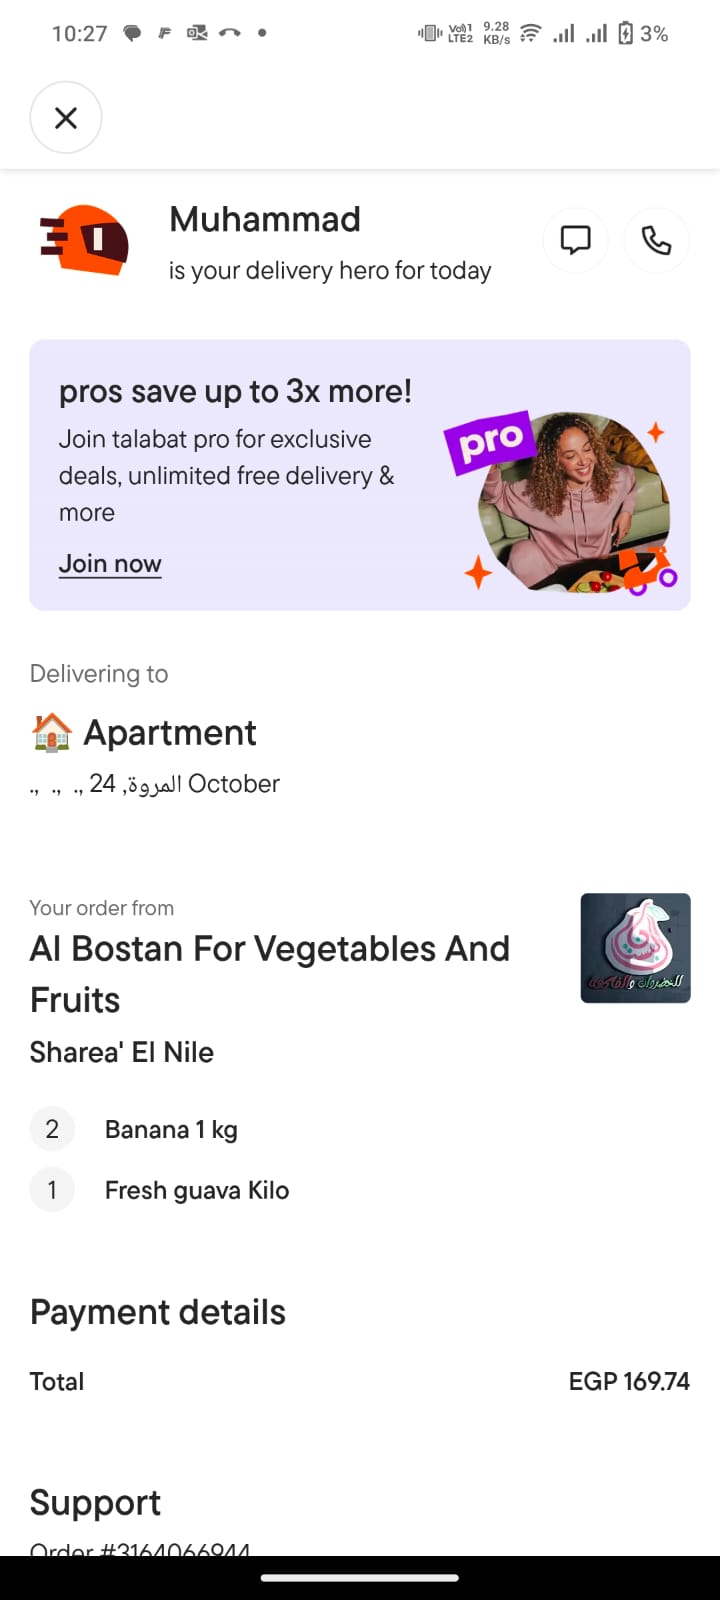 10:27
Vo) 1
LTE2
9.28
KB/s
3%
Muhammad
is your delivery hero for today
pros save up to 3x more!
Join talabat pro for exclusive
deals, unlimited free delivery &
more
Join now
pro
Delivering to
Apartment
., ., ., 24 ,المروة October
Your order from
Al Bostan For Vegetables And
Fruits
للخضروات والفاكهة
Sharea' El Nile
2 Banana 1 kg
1 Fresh guava Kilo
Payment details
Total EGP 169.74
Support
Order #3164066944